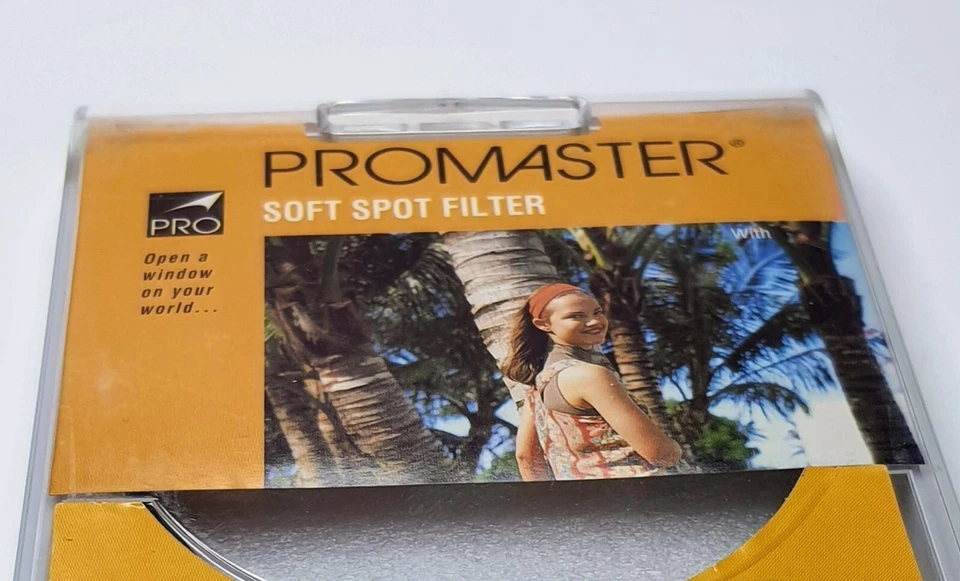 PROMASTER®
SOFT SPOT FILTER
PRO
Open a
window
on your
world...
With